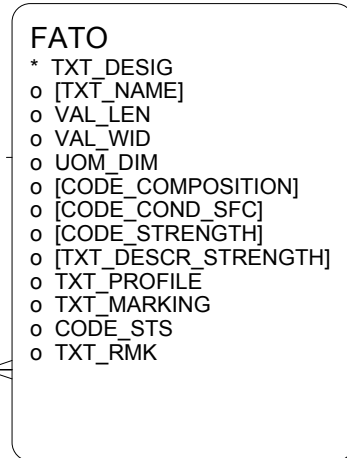 FATO
* TXT_DESIG
o [TXT_NAME]
o VAL_LEN
o VAL_WID
o UOM_DIM
o [CODE_COMPOSITION]
o [CODE_COND_SFC]
o [CODE_STRENGTH]
o [TXT_DESCR_STRENGTH]
o TXT_PROFILE
o TXT_MARKING
o CODE_STS
o TXT_RMK